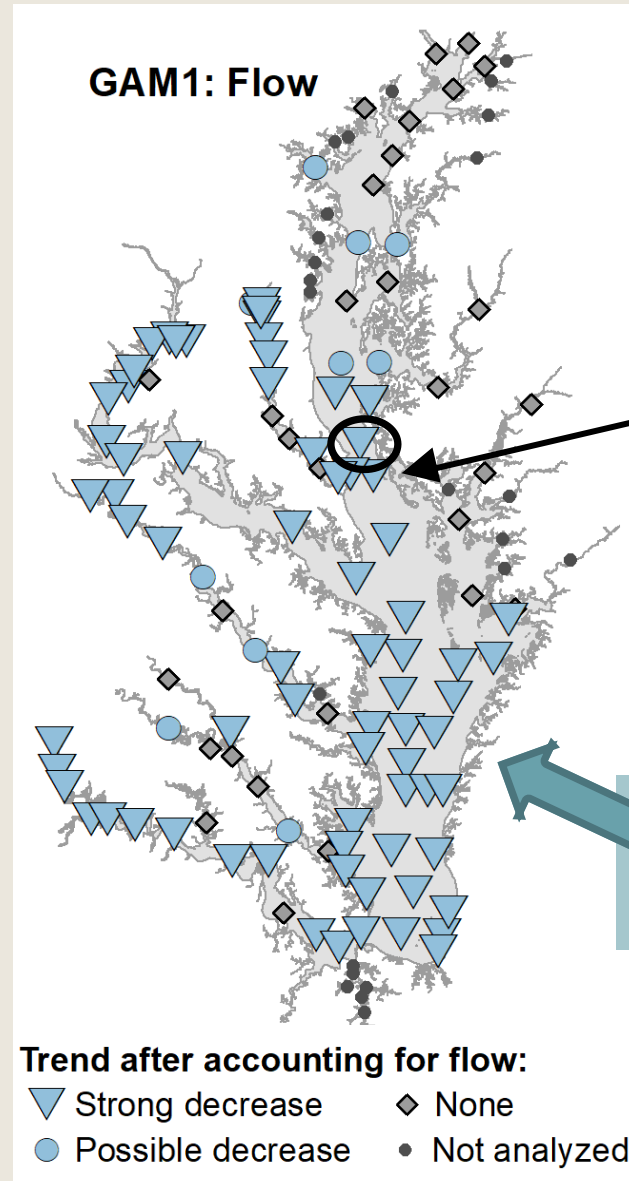 GAM1: Flow
Trend after accounting for flow:
Strong decrease
None
Possible decrease
Not analyzed